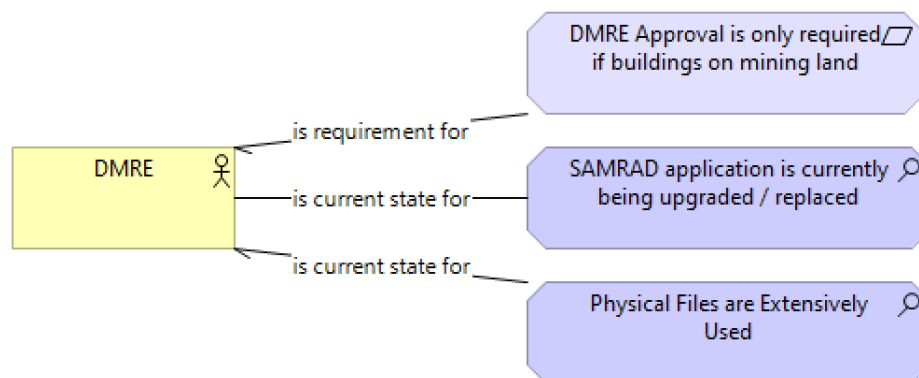 DMRE Approval is only required
if buildings on mining land
is requirement for
DMRE
SAMRAD application is currently
being upgraded / replaced
is current state for
is current state for
Physical Files are Extensively
Used